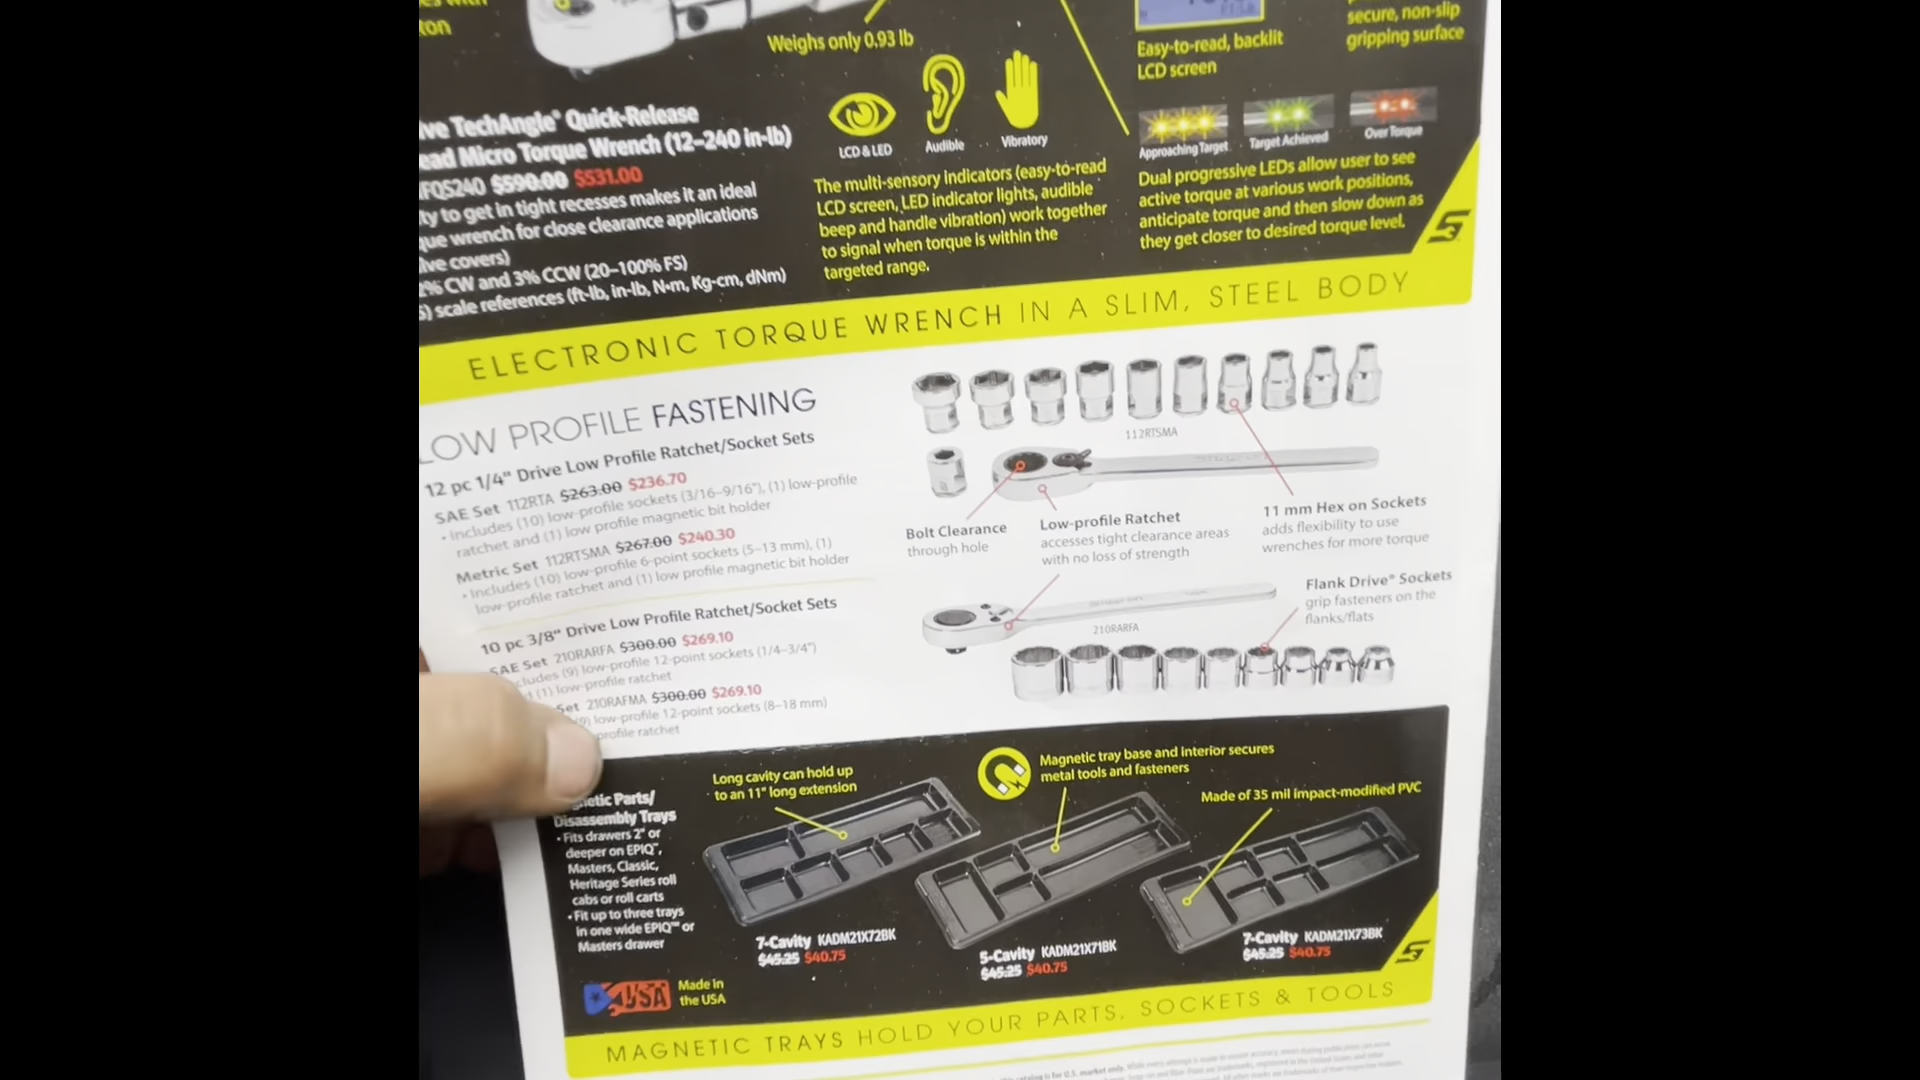 ton
Weighs only 0.93 lb
LCD & LED
Audible
Vibratory
The multi-sensory indicators (easy-to-read
LCD screen, LED indicator lights, audible
beep and handle vibration) work together
to signal when torque is within the
targeted range.
Easy-to-read, backlit
LCD screen
secure, non-slip
gripping surface
Approaching Target
Target Achieved
Over Torque
Dual progressive LEDs allow user to see
active torque at various work positions,
anticipate torque and then slow down as
they get closer to desired torque level.
ive TechAngle® Quick-Release
ead Micro Torque Wrench (12–240 in-lb)
FQS240 $590.00 $531.00
ty to get in tight recesses makes it an ideal
que wrench for close clearance applications
lve covers)
2% CW and 3% CCW (20–100% FS)
5) scale references (ft-lb, in-lb, N•m, Kg-cm, dNm)
ELECTRONIC TORQUE WRENCH IN A SLIM, STEEL BODY
LOW PROFILE FASTENING
12 pc 1/4" Drive Low Profile Ratchet/Socket Sets
SAE Set 112RTA $263.00 $236.70
• Includes (10) low-profile sockets (3/16–9/16"), (1) low-profile
ratchet and (1) low profile magnetic bit holder
Metric Set 112RTSMA $267.00 $240.30
• Includes (10) low-profile 6-point sockets (5–13 mm), (1)
low-profile ratchet and (1) low profile magnetic bit holder
10 pc 3/8" Drive Low Profile Ratchet/Socket Sets
SAE Set 210RARFA $300.00 $269.10
cludes (9) low-profile 12-point sockets (1/4–3/4")
(1) low-profile ratchet
Set 210RAFMA $300.00 $269.10
low-profile 12-point sockets (8–18 mm)
profile ratchet
112RTSMA
Bolt Clearance
through hole
Low-profile Ratchet
accesses tight clearance areas
with no loss of strength
11 mm Hex on Sockets
adds flexibility to use
wrenches for more torque
210RARFA
Flank Drive® Sockets
grip fasteners on the
flanks/flats
netic Parts/
Disassembly Trays
• Fits drawers 2" or
deeper on EPIQ™,
Masters, Classic,
Heritage Series roll
cabs or roll carts
• Fit up to three trays
in one wide EPIQ™ or
Masters drawer
USA
Made in
the USA
Long cavity can hold up
to an 11" long extension
Magnetic tray base and interior secures
metal tools and fasteners
Made of 35 mil impact-modified PVC
7-Cavity KADM21X72BK
$45.25 $40.75
5-Cavity KADM21X71BK
$45.25 $40.75
7-Cavity KADM21X73BK
$45.25 $40.75
MAGNETIC TRAYS HOLD YOUR PARTS, SOCKETS & TOOLS